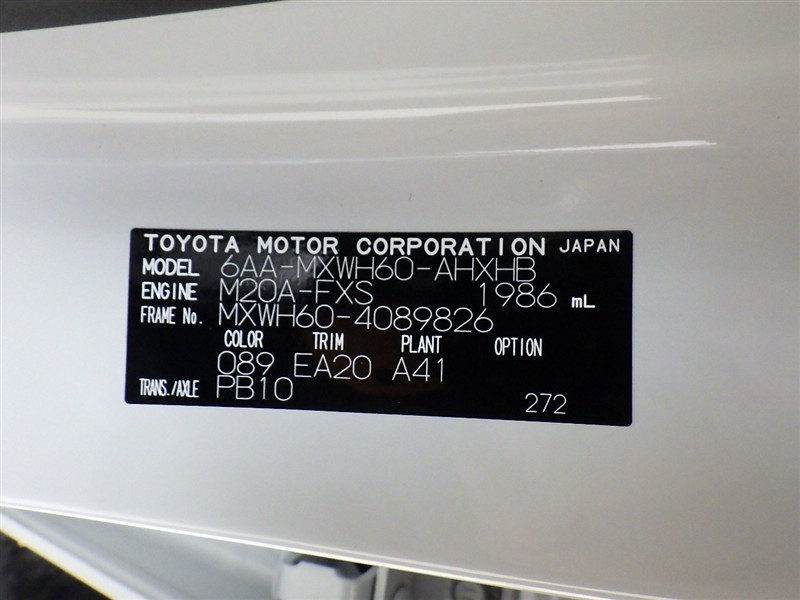 TOYOTA MOTOR CORPORATION JAPAN
MODEL 6AA-MXWH60-AHXHB
ENGINE M20A-FXS 1986 mL
FRAME No. MXWH60-4089826
COLOR TRIM PLANT OPTION
089 EA20 A41
TRANS./AXLE PB10
272